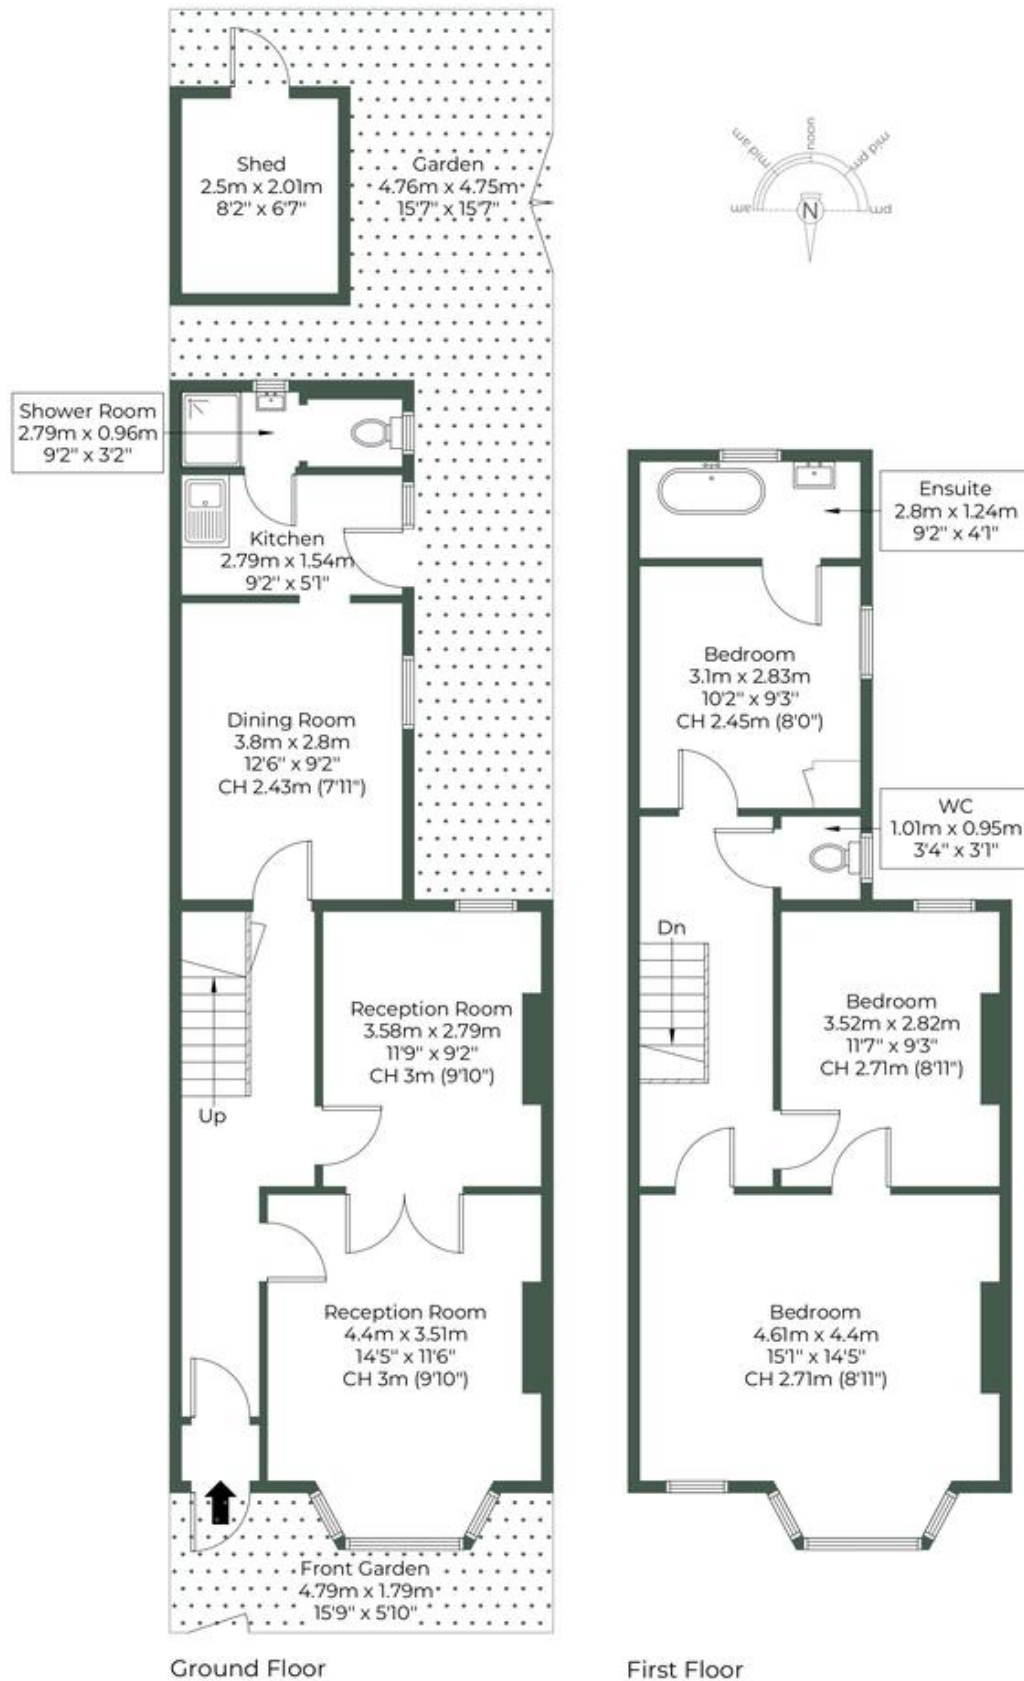 Shed
2.5m x 2.01m
8'2" x 6'7"
Garden
4.76m x 4.75m
15'7" x 15'7"
am
mid am
noon
mid pm
pm
N
Shower Room
2.79m x 0.96m
9'2" x 3'2"
Kitchen
2.79m x 1.54m
9'2" x 5'1"
Dining Room
3.8m x 2.8m
12'6" x 9'2"
CH 2.43m (7'11")
Reception Room
3.58m x 2.79m
11'9" x 9'2"
CH 3m (9'10")
Up
Reception Room
4.4m x 3.51m
14'5" x 11'6"
CH 3m (9'10")
Front Garden
4.79m x 1.79m
15'9" x 5'10"
Ground Floor
Ensuite
2.8m x 1.24m
9'2" x 4'1"
Bedroom
3.1m x 2.83m
10'2" x 9'3"
CH 2.45m (8'0")
WC
1.01m x 0.95m
3'4" x 3'1"
Dn
Bedroom
3.52m x 2.82m
11'7" x 9'3"
CH 2.71m (8'11")
Bedroom
4.61m x 4.4m
15'1" x 14'5"
CH 2.71m (8'11")
First Floor